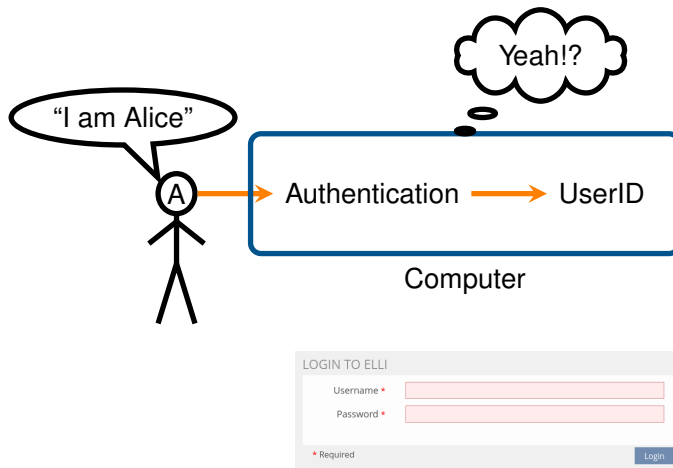 Yeah!?
“I am Alice”
A
Authentication
UserID
Computer
LOGIN TO ELLI
Username *
Password *
* Required
Login